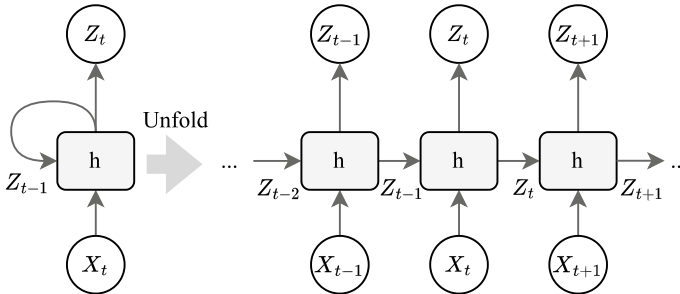 Z_t
Z_{t-1}
Z_t
Z_{t+1}
Unfold
h
...
h
h
h
..
Z_{t-1}
Z_{t-2}
Z_{t-1}
Z_t
Z_{t+1}
X_t
X_{t-1}
X_t
X_{t+1}